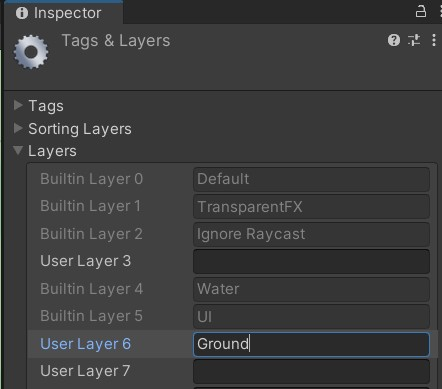 Inspector
Tags & Layers
Tags
Sorting Layers
Layers
Builtin Layer 0 Default
Builtin Layer 1 TransparentFX
Builtin Layer 2 Ignore Raycast
User Layer 3
Builtin Layer 4 Water
Builtin Layer 5 UI
User Layer 6 Ground
User Layer 7